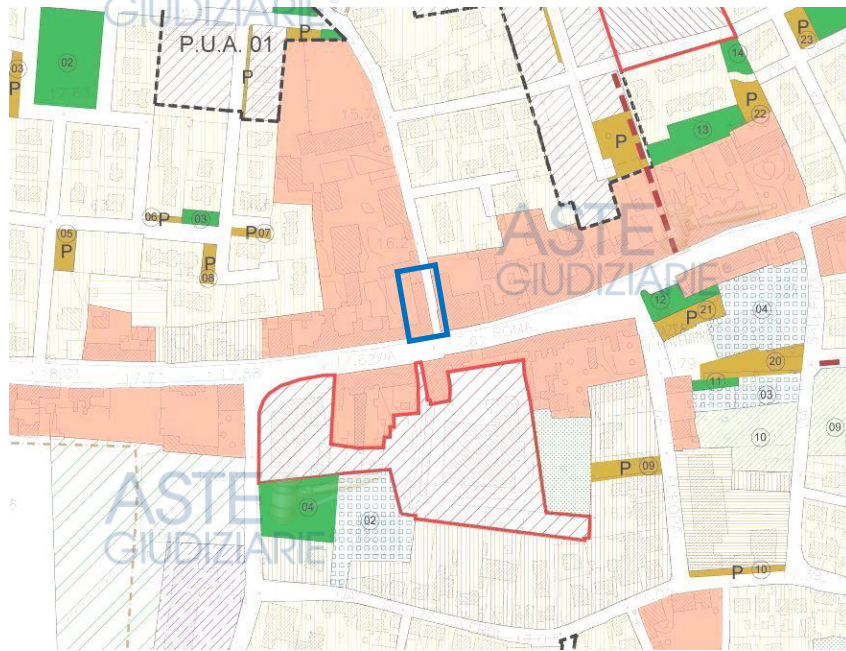 GIUDIZIARIE
P.U.A. 01
P
P
23
02
03
P
P
14
P
22
P
13
15.7
06 P 03
P 07
05
P
P
08
16.2
ASTE
GIUDIZIARIE
12
P 21
04
VIA ROMA
20
11
03
10
09
P 09
ASTE
GIUDIZIARIE
04
02
P 10